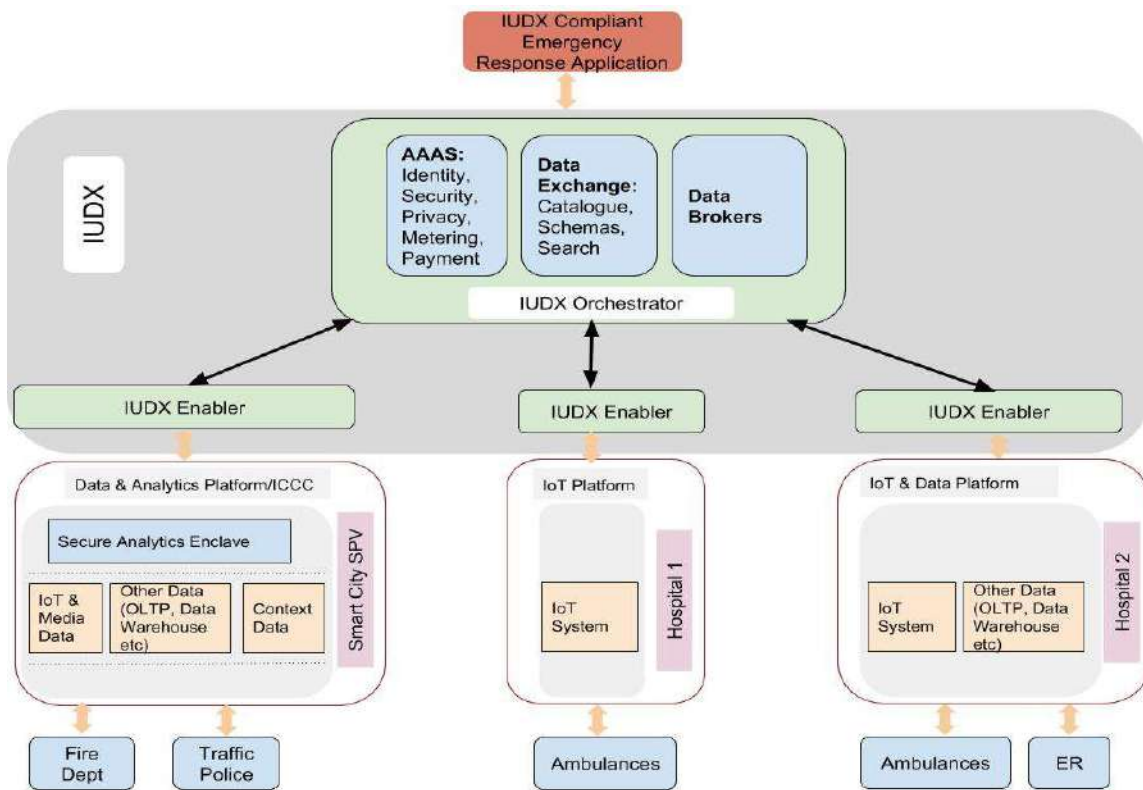 IUDX Compliant
Emergency
Response Application
IUDX
AAAS:
Identity,
Security,
Privacy,
Metering,
Payment
Data
Exchange:
Catalogue,
Schemas,
Search
Data
Brokers
IUDX Orchestrator
IUDX Enabler
IUDX Enabler
IUDX Enabler
Data & Analytics Platform/ICCC
Secure Analytics Enclave
IoT &
Media
Data
Other Data
(OLTP, Data
Warehouse
etc)
Context
Data
Smart City SPV
IoT Platform
IoT
System
Hospital 1
IoT & Data Platform
IoT
System
Other Data
(OLTP, Data
Warehouse
etc)
Hospital 2
Fire
Dept
Traffic
Police
Ambulances
Ambulances
ER